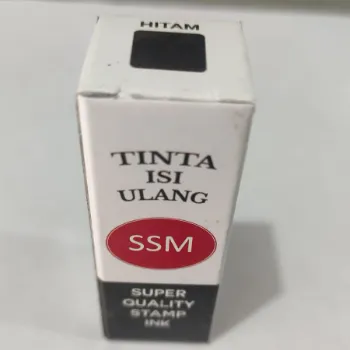 HITAM
TINTA
ISI
ULANG
SSM
SUPER
QUALITY
STAMP
INK